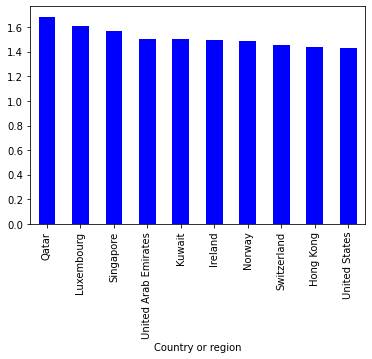 1.6
1.4
1.2
1.0
0.8
0.6
0.4
0.2
0.0
Qatar
Luxembourg
Singapore
United Arab Emirates
Kuwait
Ireland
Norway
Switzerland
Hong Kong
United States
Country or region